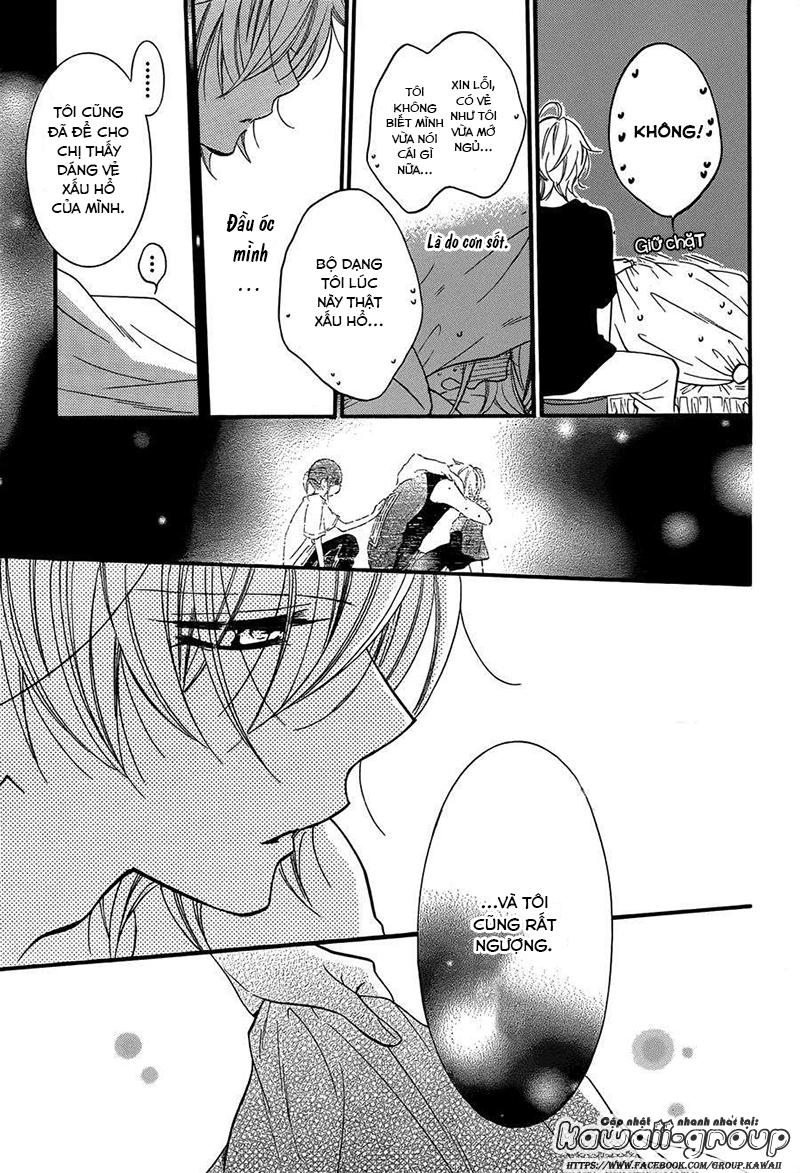 KHÔNG!
GIỮ CHẶT
XIN LỖI,
CÓ VẺ
NHƯ TÔI
VỪA MỚ
NGỦ...
TÔI
KHÔNG
BIẾT MÌNH
VỪA NÓI
CÁI GÌ
NỮA...
Là do cơn sốt.
BỘ DẠNG
TÔI LÚC
NÀY THẬT
XẤU HỔ...
Đầu óc
mình
...
......
TÔI CŨNG
ĐÃ ĐỂ CHO
CHỊ THẤY
DÁNG VẺ
XẤU HỔ
CỦA MÌNH.
...
...VÀ TÔI
CŨNG RẤT
NGƯỢNG.
Cập nhật nhanh nhất tại:
Kawaii-group
HTTPS://WWW.FACEBOOK.COM/GROUP.KAWAII